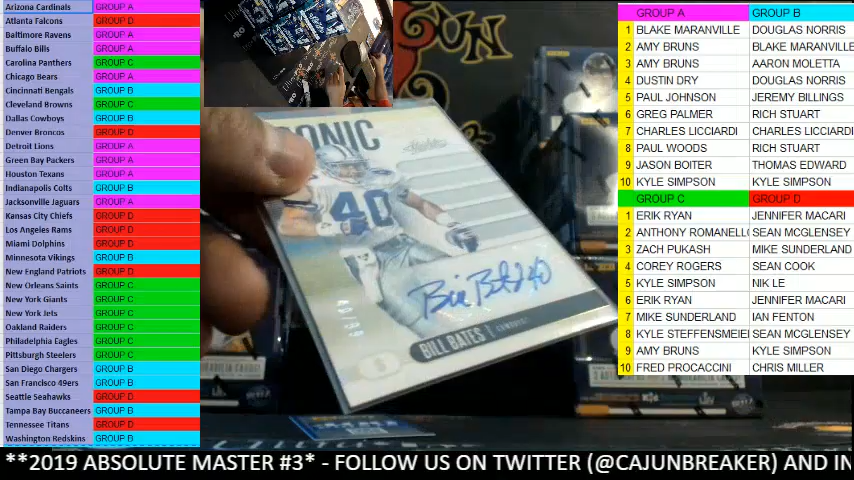 Arizona Cardinals GROUP A
Atlanta Falcons GROUP D
Baltimore Ravens GROUP A
Buffalo Bills GROUP A
Carolina Panthers GROUP C
Chicago Bears GROUP A
Cincinnati Bengals GROUP B
Cleveland Browns GROUP C
Dallas Cowboys GROUP B
Denver Broncos GROUP D
Detroit Lions GROUP A
Green Bay Packers GROUP A
Houston Texans GROUP A
Indianapolis Colts GROUP B
Jacksonville Jaguars GROUP A
Kansas City Chiefs GROUP D
Los Angeles Rams GROUP D
Miami Dolphins GROUP D
Minnesota Vikings GROUP B
New England Patriots GROUP D
New Orleans Saints GROUP C
New York Giants GROUP C
New York Jets GROUP C
Oakland Raiders GROUP C
Philadelphia Eagles GROUP C
Pittsburgh Steelers GROUP C
San Diego Chargers GROUP B
San Francisco 49ers GROUP B
Seattle Seahawks GROUP D
Tampa Bay Buccaneers GROUP B
Tennessee Titans GROUP D
Washington Redskins GROUP B
ONIC
40
Bill Bates 40
BILL BATES | COWBOYS
GROUP A GROUP B
1 BLAKE MARANVILLE DOUGLAS NORRIS
2 AMY BRUNS BLAKE MARANVILLE
3 AMY BRUNS AARON MOLETTA
4 DUSTIN DRY DOUGLAS NORRIS
5 PAUL JOHNSON JEREMY BILLINGS
6 GREG PALMER RICH STUART
7 CHARLES LICCIARDI CHARLES LICCIARDI
8 PAUL WOODS RICH STUART
9 JASON BOITER THOMAS EDWARD
10 KYLE SIMPSON KYLE SIMPSON
GROUP C GROUP D
1 ERIK RYAN JENNIFER MACARI
2 ANTHONY ROMANELLO SEAN MCGLENSEY
3 ZACH PUKASH MIKE SUNDERLAND
4 COREY ROGERS SEAN COOK
5 KYLE SIMPSON NIK LE
6 ERIK RYAN JENNIFER MACARI
7 MIKE SUNDERLAND IAN FENTON
8 KYLE STEFFENSMEIE SEAN MCGLENSEY
9 AMY BRUNS KYLE SIMPSON
10 FRED PROCACCINI CHRIS MILLER
**2019 ABSOLUTE MASTER #3* - FOLLOW US ON TWITTER (@CAJUNBREAKER) AND IN